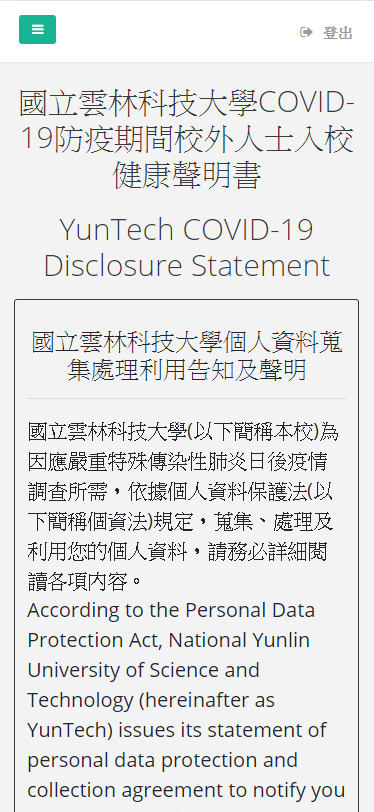 登出
國立雲林科技大學COVID-
19防疫期間校外人士入校
健康聲明書
YunTech COVID-19
Disclosure Statement
國立雲林科技大學個人資料蒐
集處理利用告知及聲明
國立雲林科技大學(以下簡稱本校)為
因應嚴重特殊傳染性肺炎日後疫情
調查所需，依據個人資料保護法(以
下簡稱個資法)規定，蒐集、處理及
利用您的個人資料，請務必詳細閱
讀各項內容。
According to the Personal Data
Protection Act, National Yunlin
University of Science and
Technology (hereinafter as
YunTech) issues its statement of
personal data protection and
collection agreement to notify you